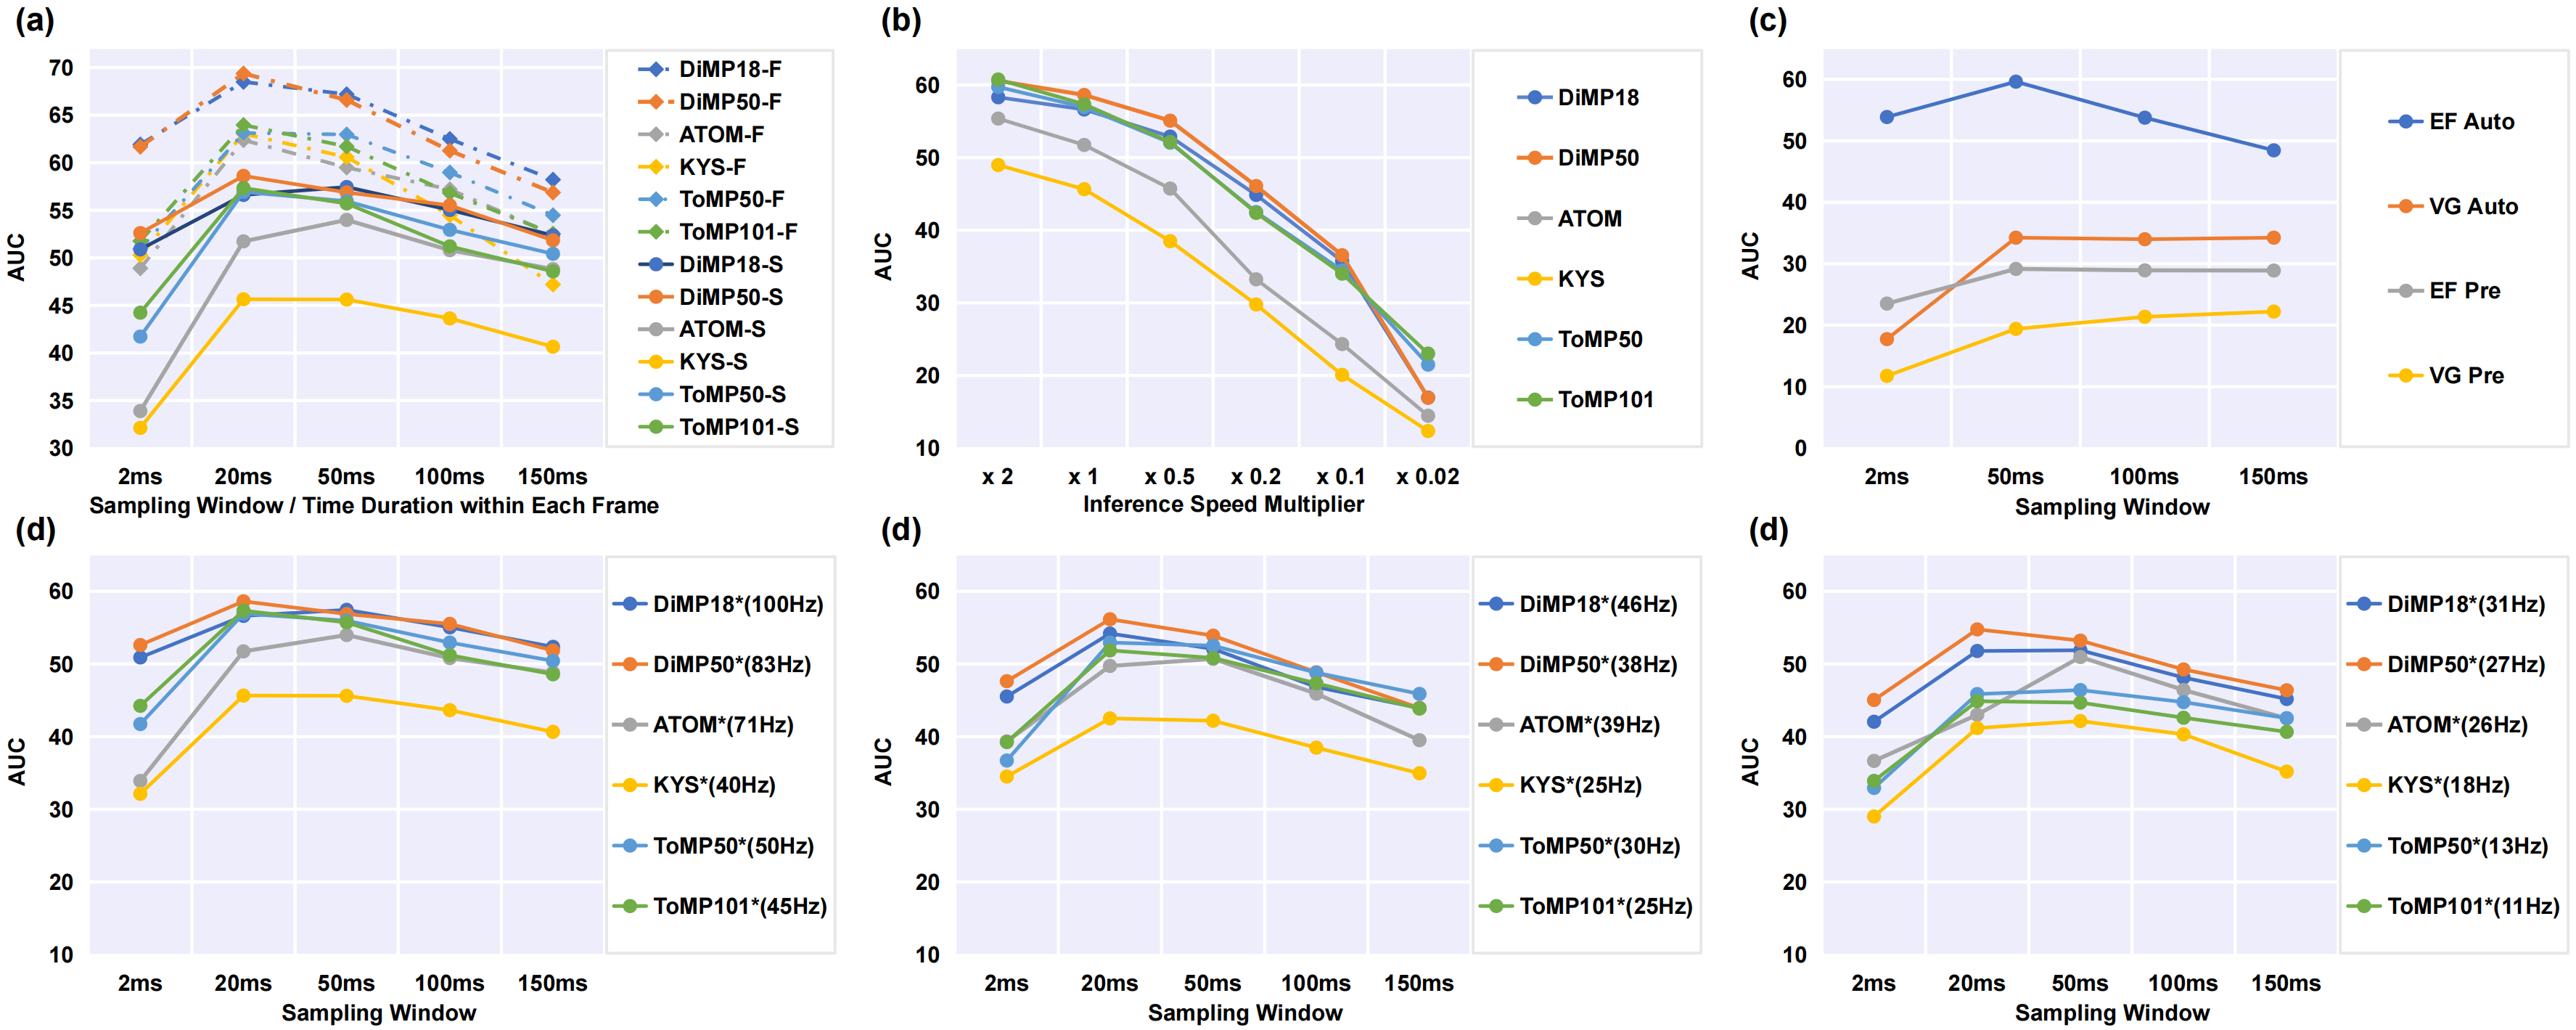 (a)
70
65
60
55
50
45
40
35
30
AUC
2ms 20ms 50ms 100ms 150ms
Sampling Window / Time Duration within Each Frame
DiMP18-F
DiMP50-F
ATOM-F
KYS-F
ToMP50-F
ToMP101-F
DiMP18-S
DiMP50-S
ATOM-S
KYS-S
ToMP50-S
ToMP101-S
(b)
60
50
40
30
20
10
AUC
x 2 x 1 x 0.5 x 0.2 x 0.1 x 0.02
Inference Speed Multiplier
DiMP18
DiMP50
ATOM
KYS
ToMP50
ToMP101
(c)
60
50
40
30
20
10
0
AUC
2ms 50ms 100ms 150ms
Sampling Window
EF Auto
VG Auto
EF Pre
VG Pre
(d)
60
50
40
30
20
10
AUC
2ms 20ms 50ms 100ms 150ms
Sampling Window
DiMP18*(100Hz)
DiMP50*(83Hz)
ATOM*(71Hz)
KYS*(40Hz)
ToMP50*(50Hz)
ToMP101*(45Hz)
(d)
60
50
40
30
20
10
AUC
2ms 20ms 50ms 100ms 150ms
Sampling Window
DiMP18*(46Hz)
DiMP50*(38Hz)
ATOM*(39Hz)
KYS*(25Hz)
ToMP50*(30Hz)
ToMP101*(25Hz)
(d)
60
50
40
30
20
10
AUC
2ms 20ms 50ms 100ms 150ms
Sampling Window
DiMP18*(31Hz)
DiMP50*(27Hz)
ATOM*(26Hz)
KYS*(18Hz)
ToMP50*(13Hz)
ToMP101*(11Hz)